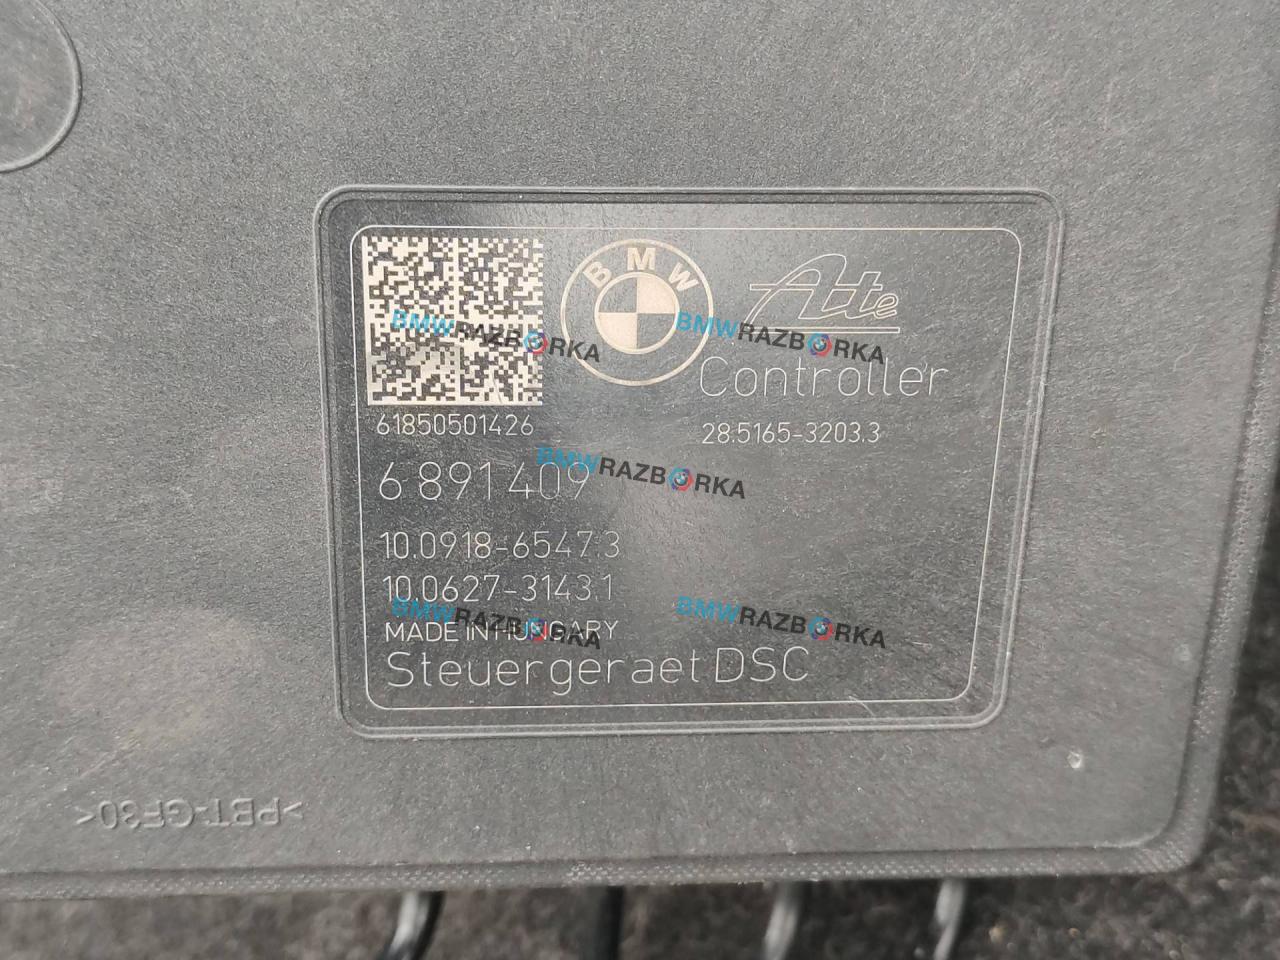 BMW
Ate
Controller
61850501426
28.5165-3203.3
6 891 409
10.0918-6547.3
10.0627-3143.1
MADE IN HUNGARY
Steuergeraet DSC
>PBT-GF30<
BMWRAZBORKA
BMWRAZBORKA
BMWRAZBORKA
BMWRAZBORKA
BMWRAZBORKA